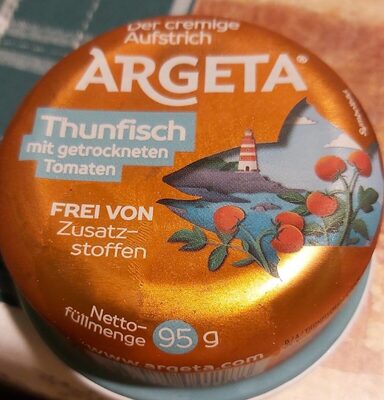 Der cremige
Aufstrich
ARGETA®
Thunfisch
mit getrockneten
Tomaten
FREI VON
Zusatz-
stoffen
Netto-
füllmenge
95 g
www.argeta.com